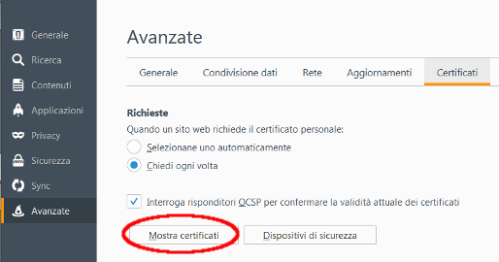 Generale
Ricerca
Contenuti
Applicazioni
Privacy
Sicurezza
Sync
Avanzate
Avanzate
Generale Condivisione dati Rete Aggiornamenti Certificati
Richieste
Quando un sito web richiede il certificato personale:
Selezionane uno automaticamente
Chiedi ogni volta
Interroga risponditori OCSP per confermare la validità attuale dei certificati
Mostra certificati Dispositivi di sicurezza